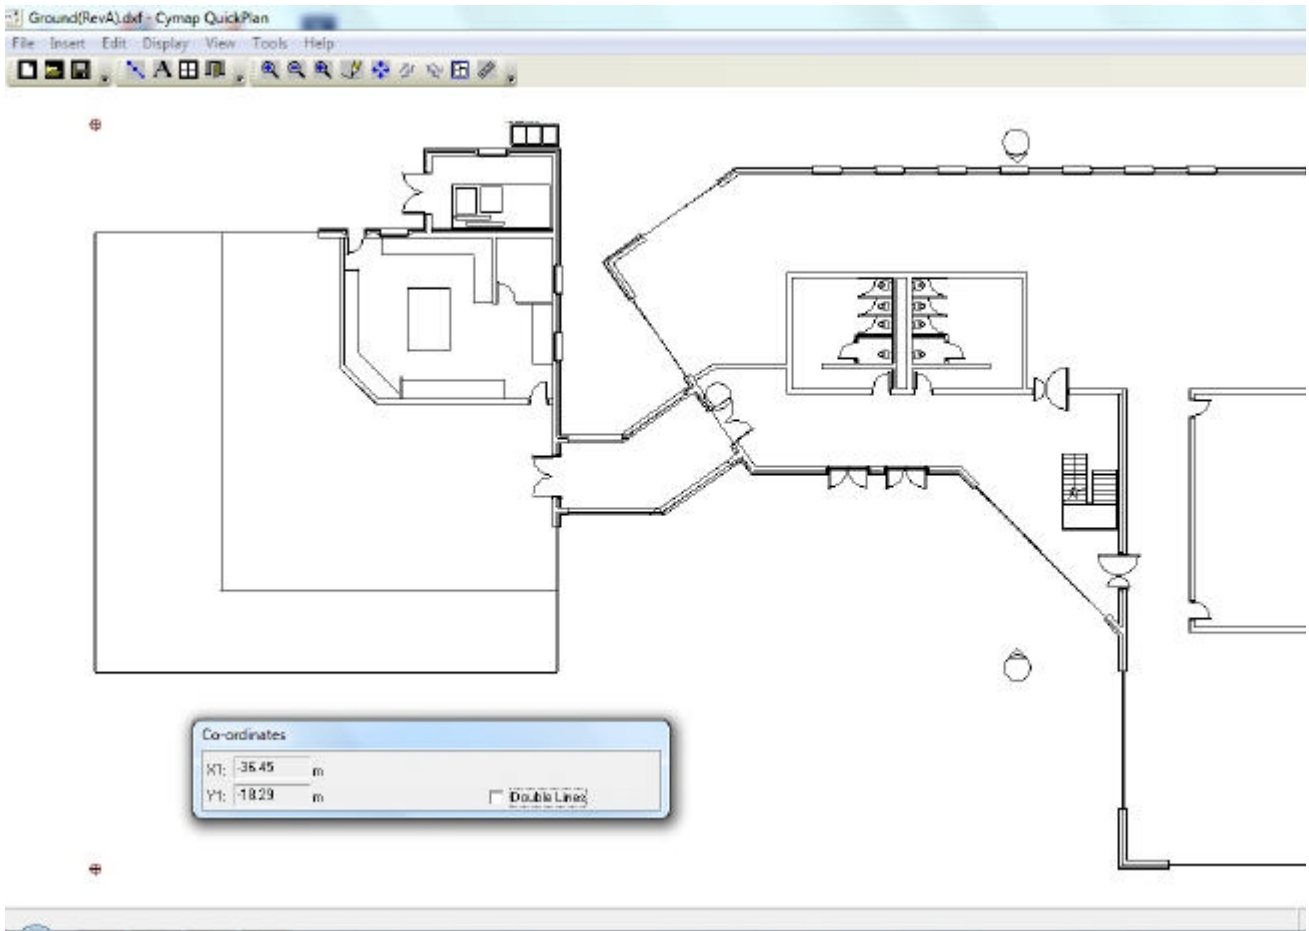 Ground(RevA).dxf - Cymap QuickPlan
File Insert Edit Display View Tools Help
Co-ordinates
X1: -36.45 m
Y1: -18.29 m Double Lines